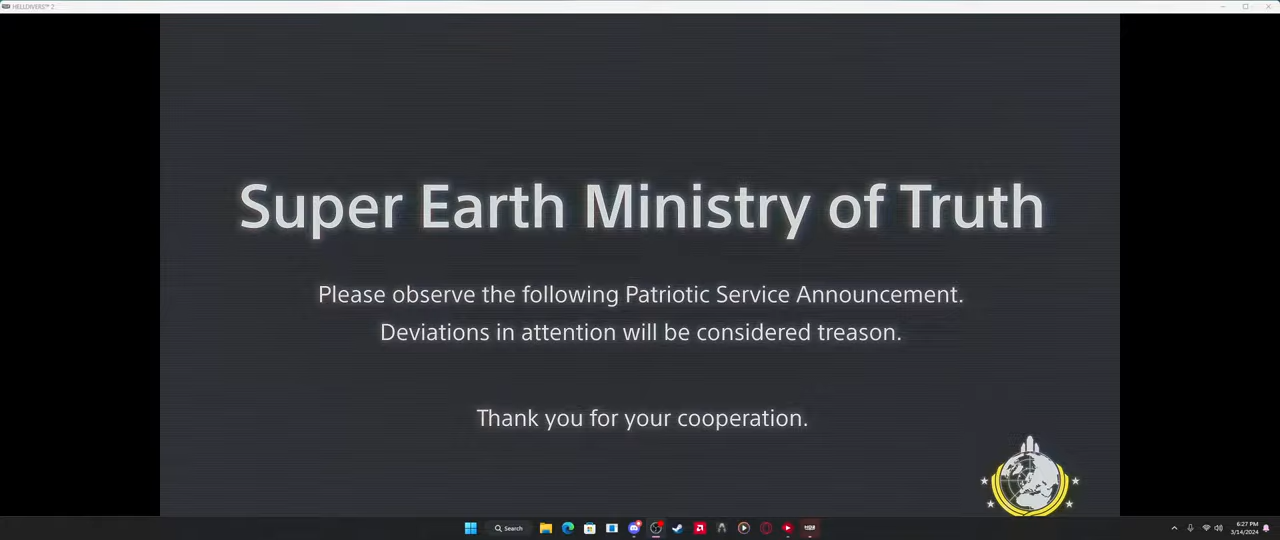 HELLDIVERS™ 2
Super Earth Ministry of Truth
Please observe the following Patriotic Service Announcement.
Deviations in attention will be considered treason.
Thank you for your cooperation.
Search
6:27 PM
3/14/2024